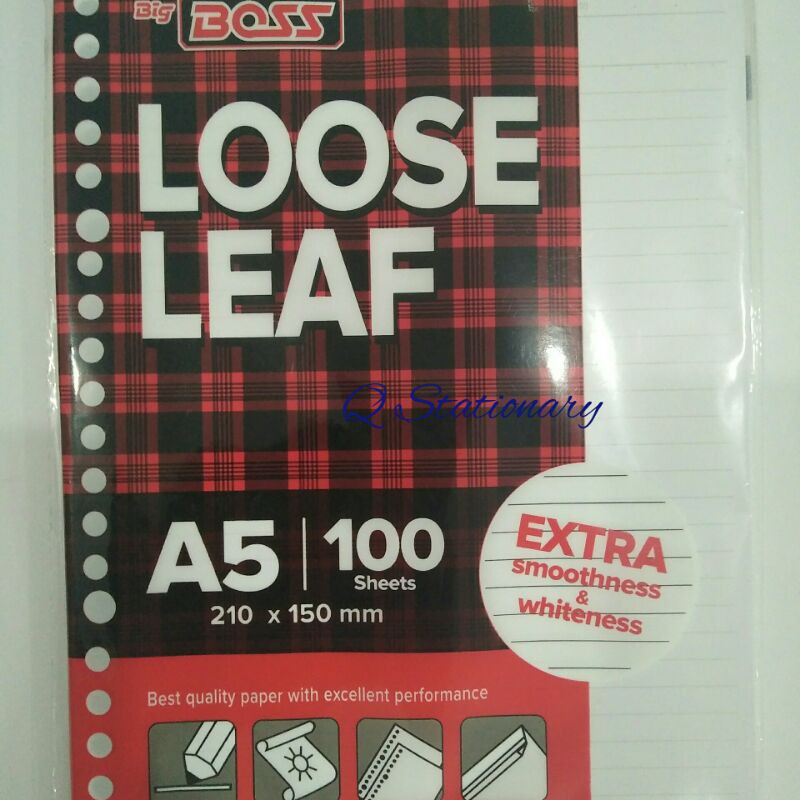 Big BOSS
LOOSE
LEAF
Q Stationary
A5 | 100
Sheets
210 x 150 mm
EXTRA
smoothness
&
whiteness
Best quality paper with excellent performance